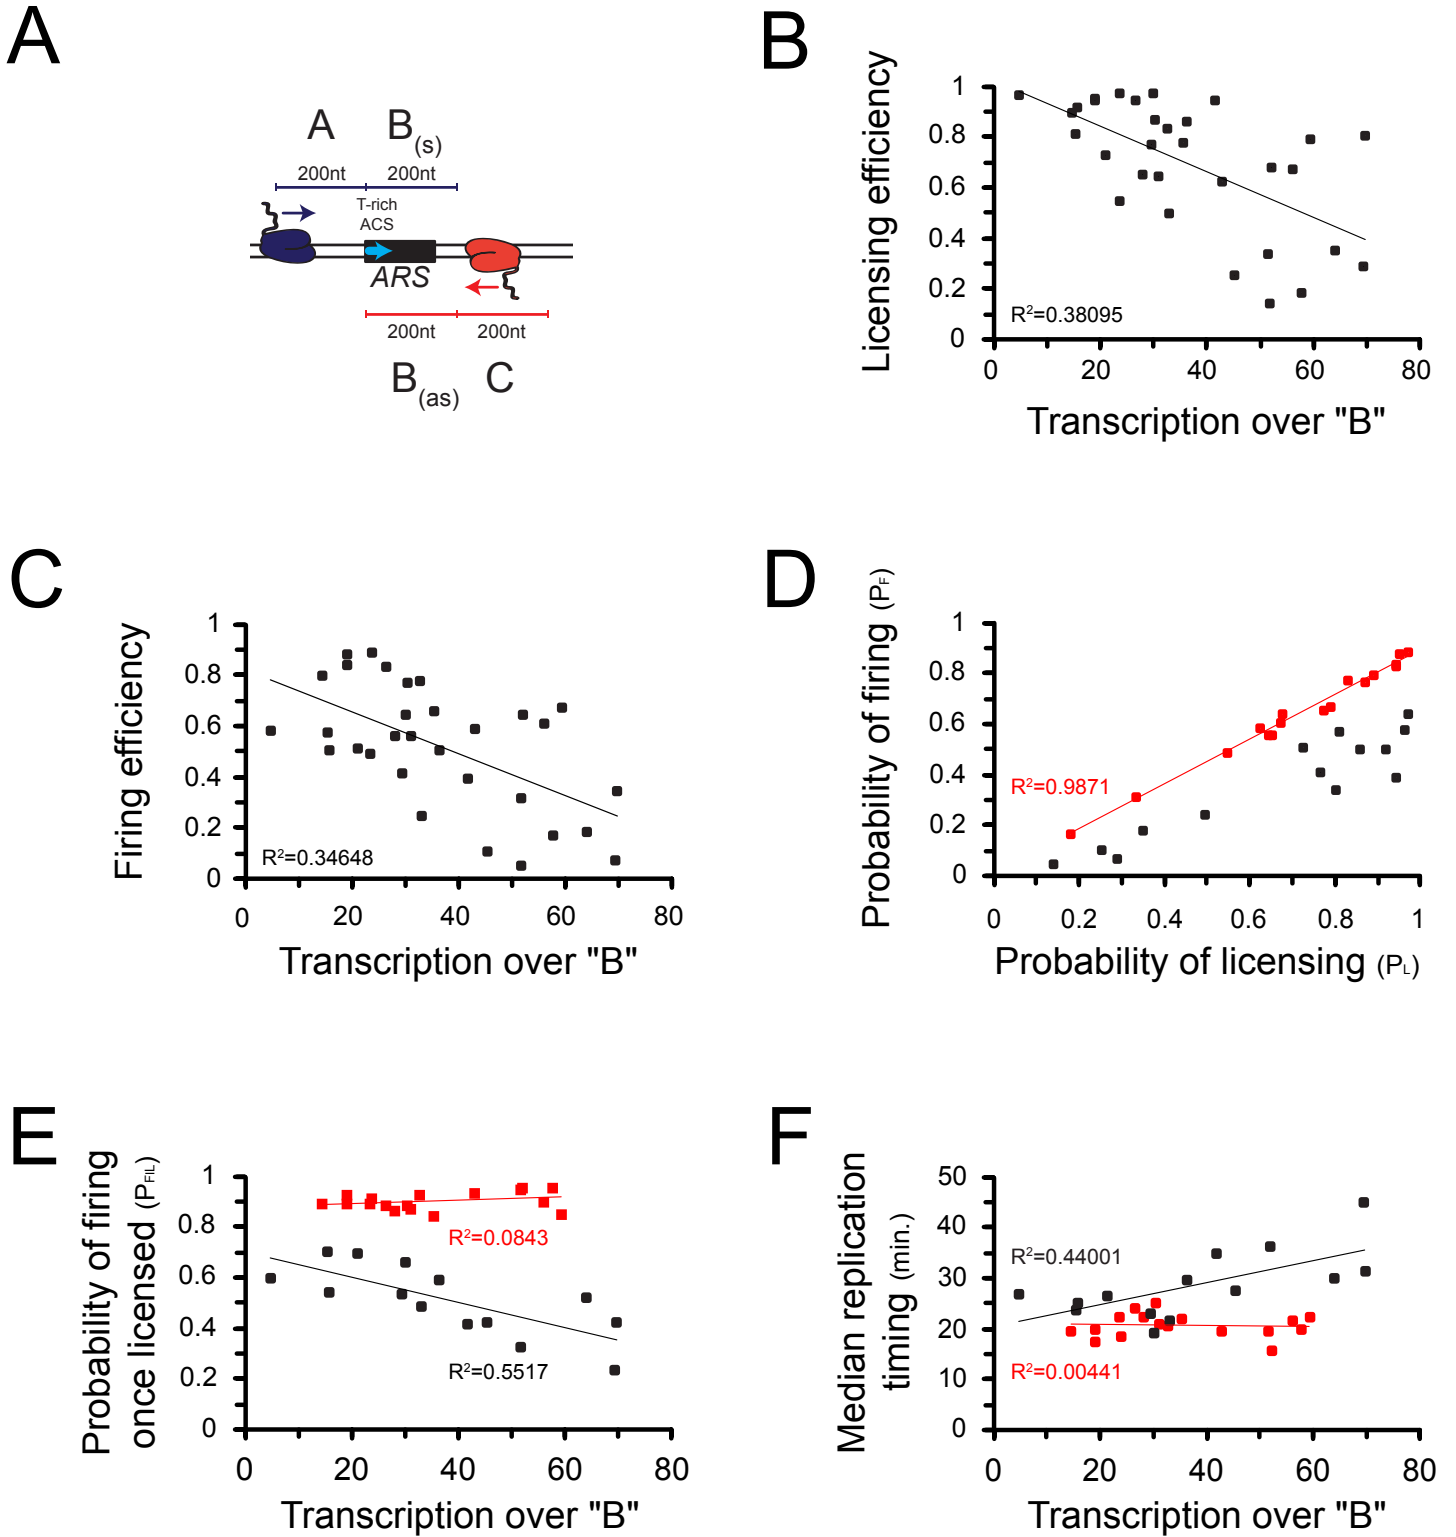 A
A
B(s)
200nt
200nt
T-rich
ACS
ARS
200nt
200nt
B(as)
C
B
Licensing efficiency
1
0.8
0.6
0.4
0.2
0
R²=0.38095
0
20
40
60
80
Transcription over "B"
C
Firing efficiency
1
0.8
0.6
0.4
0.2
0
R²=0.34648
0
20
40
60
80
Transcription over "B"
D
Probability of firing (PF)
1
0.8
0.6
0.4
0.2
0
R²=0.9871
0
0.2
0.4
0.6
0.8
1
Probability of licensing (PL)
E
Probability of firing
once licensed (PF|L)
1
0.8
0.6
0.4
0.2
0
R²=0.0843
R²=0.5517
0
20
40
60
80
Transcription over "B"
F
Median replication
timing (min.)
50
40
30
20
10
0
R²=0.44001
R²=0.00441
0
20
40
60
80
Transcription over "B"